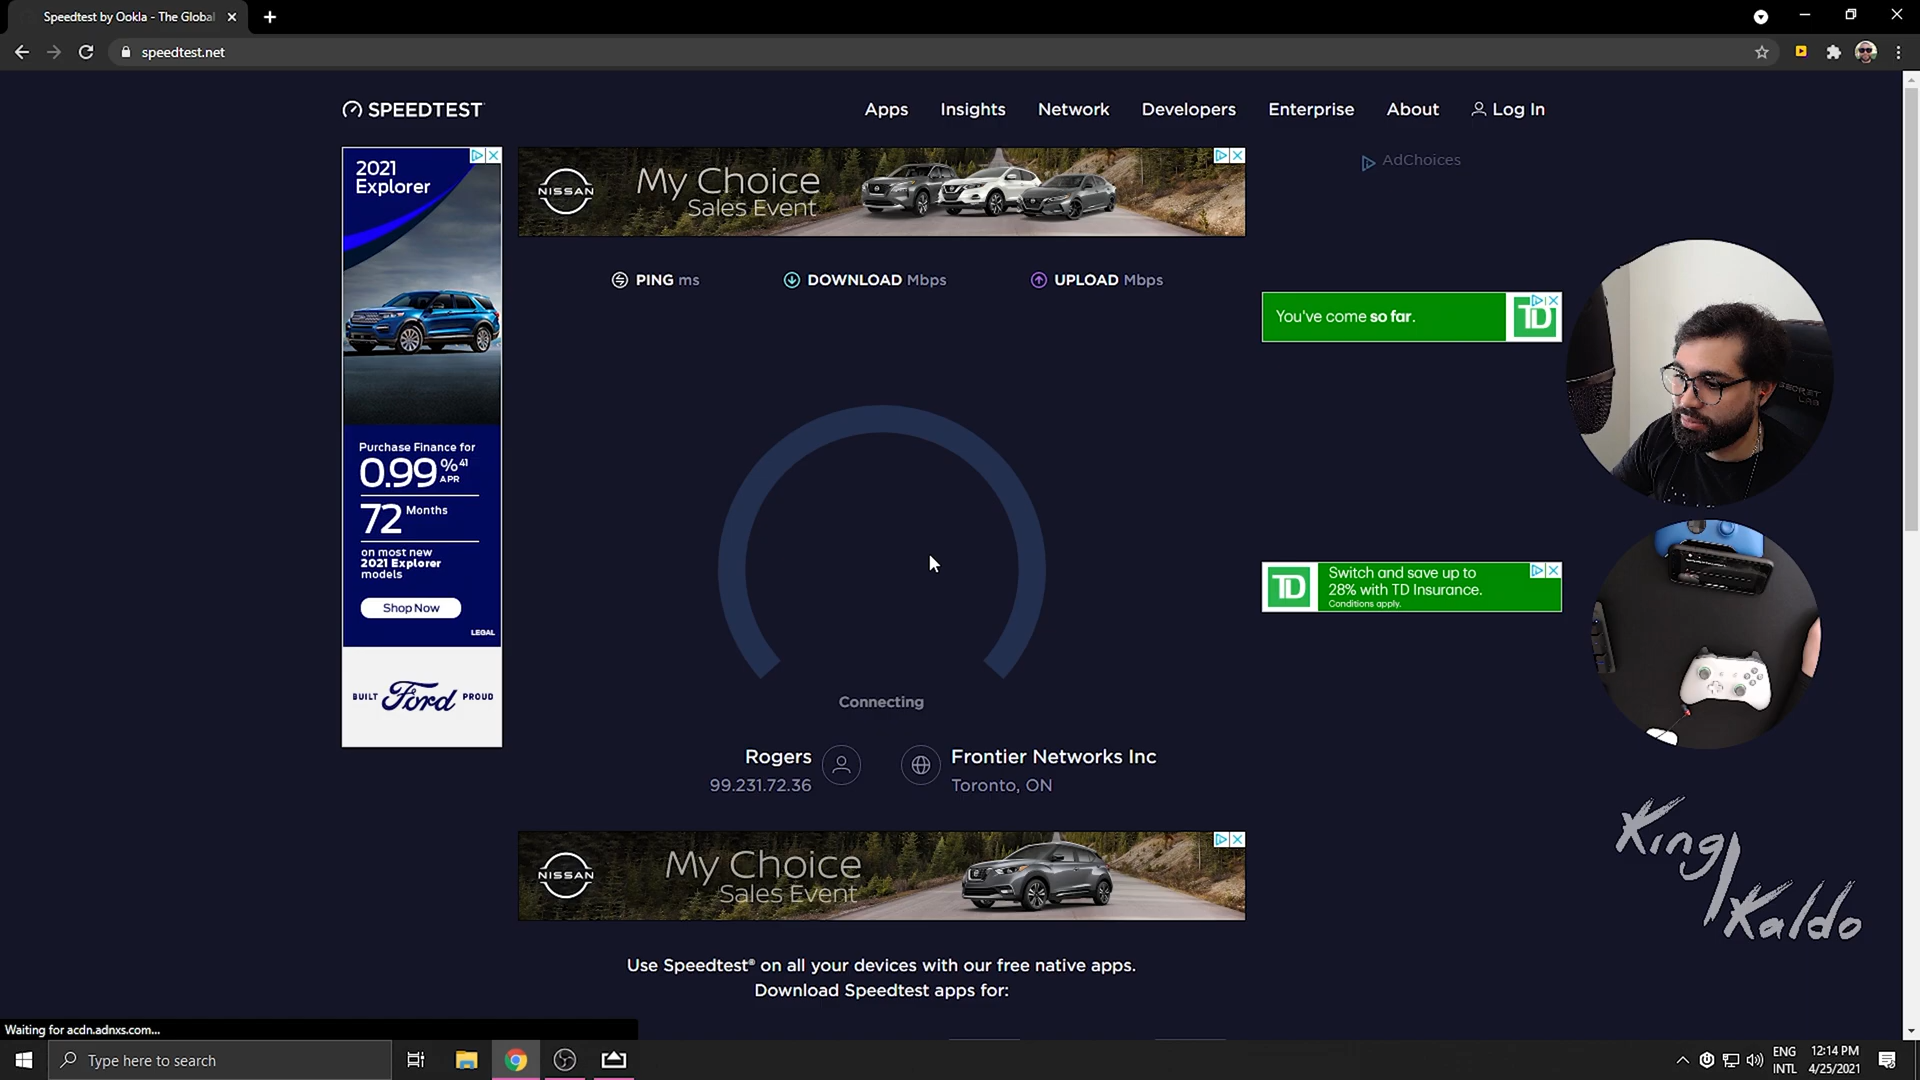 Speedtest by Ookla - The Global
speedtest.net
SPEEDTEST
Apps
Insights
Network
Developers
Enterprise
About
Log In
2021
Explorer
Purchase Finance for
0.99%41
APR
72 Months
on most new
2021 Explorer
models
Shop Now
LEGAL
BUILT Ford PROUD
NISSAN
My Choice
Sales Event
AdChoices
PING ms
DOWNLOAD Mbps
UPLOAD Mbps
You've come so far.
TD
SECRET
LAB
Connecting
TD
Switch and save up to
28% with TD Insurance.
Conditions apply.
Rogers
99.231.72.36
Frontier Networks Inc
Toronto, ON
NISSAN
My Choice
Sales Event
King Kaldo
Use Speedtest® on all your devices with our free native apps.
Download Speedtest apps for:
Waiting for acdn.adnxs.com...
Type here to search
ENG
INTL
12:14 PM
4/25/2021